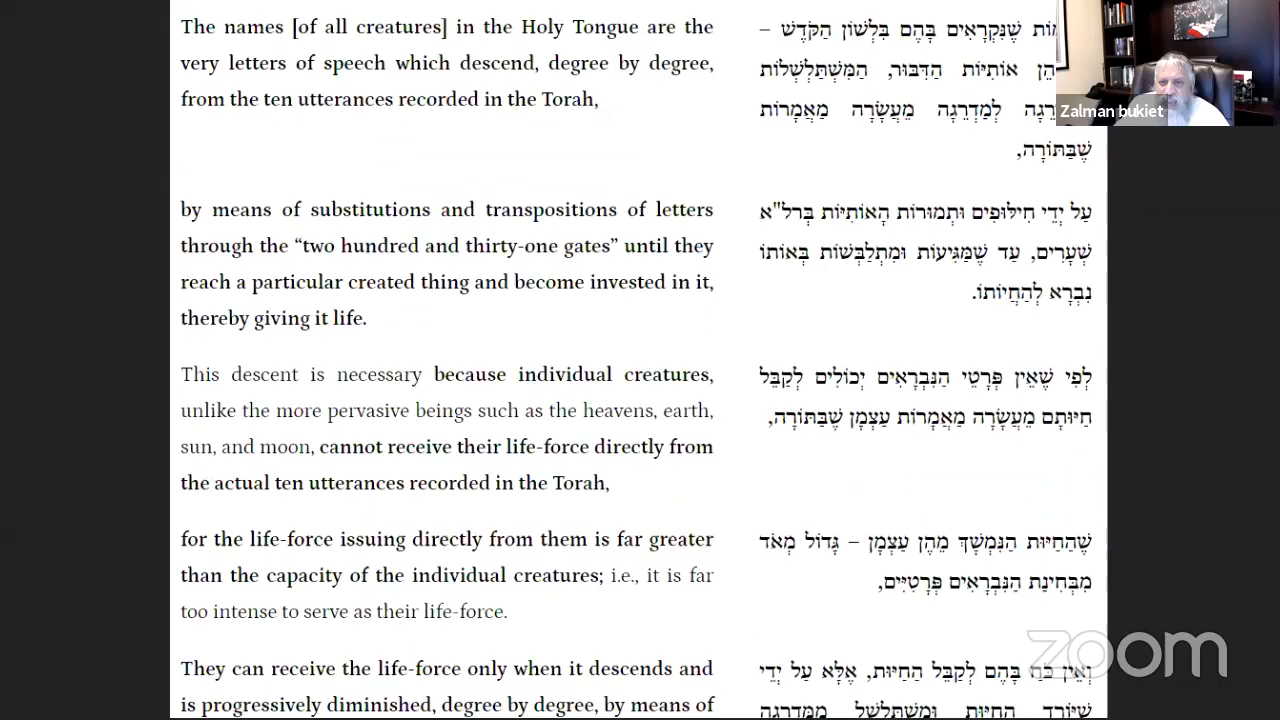 The names [of all creatures] in the Holy Tongue are the
very letters of speech which descend, degree by degree,
from the ten utterances recorded in the Torah,
by means of substitutions and transpositions of letters
through the “two hundred and thirty-one gates” until they
reach a particular created thing and become invested in it,
thereby giving it life.
This descent is necessary because individual creatures,
unlike the more pervasive beings such as the heavens, earth,
sun, and moon, cannot receive their life-force directly from
the actual ten utterances recorded in the Torah,
for the life-force issuing directly from them is far greater
than the capacity of the individual creatures; i.e., it is far
too intense to serve as their life-force.
They can receive the life-force only when it descends and
is progressively diminished, degree by degree, by means of
שֶׁנִּקְרָאִים בָּהֶם בִּלְשׁוֹן הַקֹּדֶשׁ –
הֵן אוֹתִיּוֹת הַדִּבּוּר, הַמִּשְׁתַּלְשְׁלוֹת
לְמַדְרֵגָה מֵעֲשָׂרָה מַאֲמָרוֹת
שֶׁבַּתּוֹרָה,
עַל יְדֵי חִילּוּפִים וּתְמוּרוֹת הָאוֹתִיּוֹת בְּרל"א
שְׁעָרִים, עַד שֶׁמַּגִּיעוֹת וּמִתְלַבְּשׁוֹת בְּאוֹתוֹ
נִבְרָא לְהַחֲיוֹתוֹ.
לְפִי שֶׁאֵין פְּרָטֵי הַנִּבְרָאִים יְכוֹלִים לְקַבֵּל
חַיּוּתָם מֵעֲשָׂרָה מַאֲמָרוֹת עַצְמָן שֶׁבַּתּוֹרָה,
שֶׁהַחַיּוּת הַנִּמְשָׁךְ מֵהֶן עַצְמָן – גָּדוֹל מְאֹד
מִבְּחִינַת הַנִּבְרָאִים פְּרָטִיִּים,
וְאֵין כֹּחַ בָּהֶם לְקַבֵּל הַחַיּוּת, אֶלָּא עַל יְדֵי
שֶׁיּוֹרֵד הַחַיּוּת וּמִשְׁתַּלְשֵׁל מִמַּדְרֵגָה
Zalman bukiet
zoom